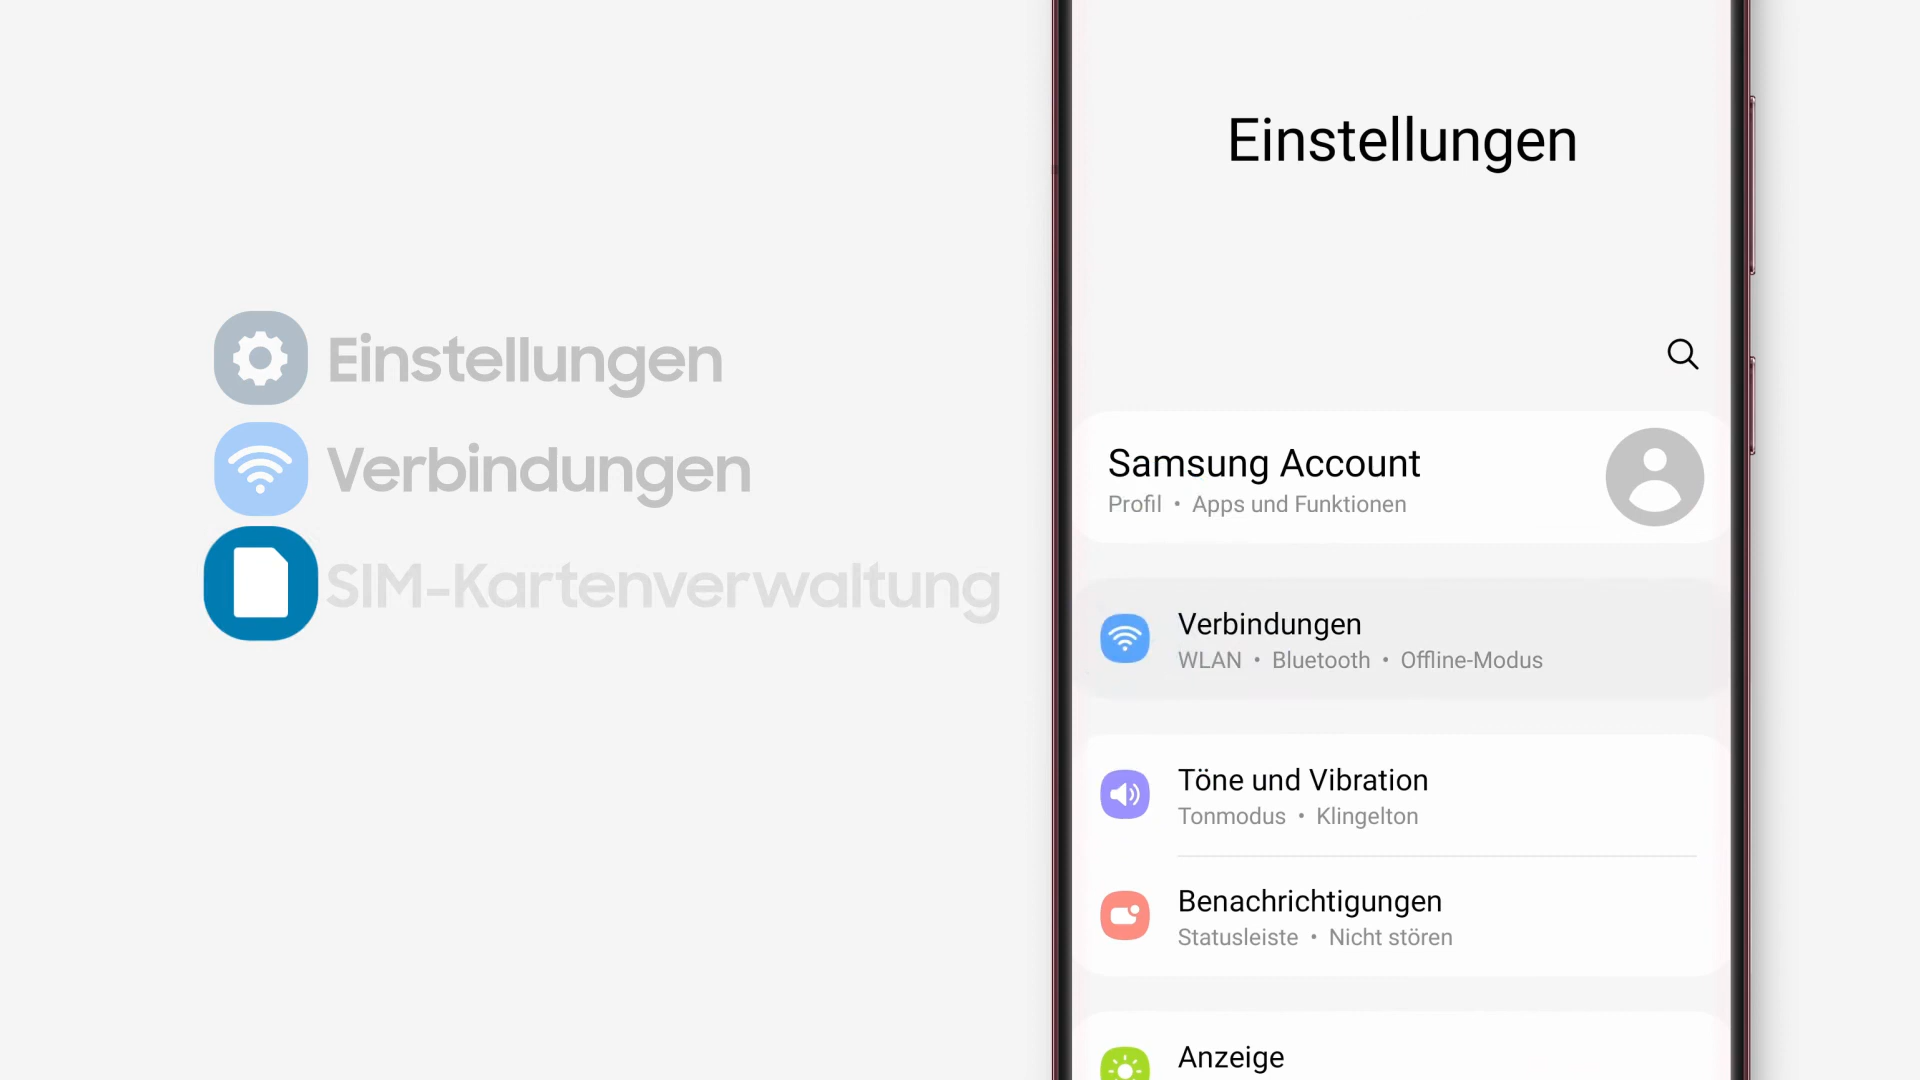 Einstellungen
Verbindungen
SIM-Kartenverwaltung
Einstellungen
Samsung Account
Profil • Apps und Funktionen
Verbindungen
WLAN • Bluetooth • Offline-Modus
Töne und Vibration
Tonmodus • Klingelton
Benachrichtigungen
Statusleiste • Nicht stören
Anzeige